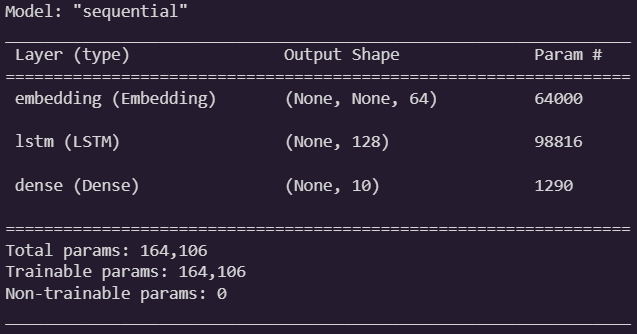 Model: "sequential"
_________________________________________________________________
Layer (type) Output Shape Param #
=================================================================
embedding (Embedding) (None, None, 64) 64000
lstm (LSTM) (None, 128) 98816
dense (Dense) (None, 10) 1290
=================================================================
Total params: 164,106
Trainable params: 164,106
Non-trainable params: 0
_________________________________________________________________